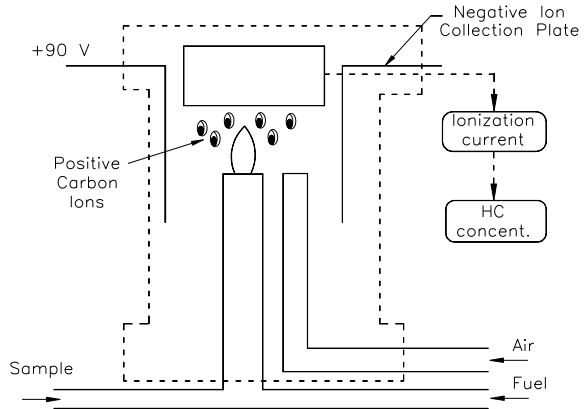 Negative Ion
Collection Plate
+90 V
Ionization
current
Positive
Carbon
Ions
HC
concent.
Air
Sample
Fuel